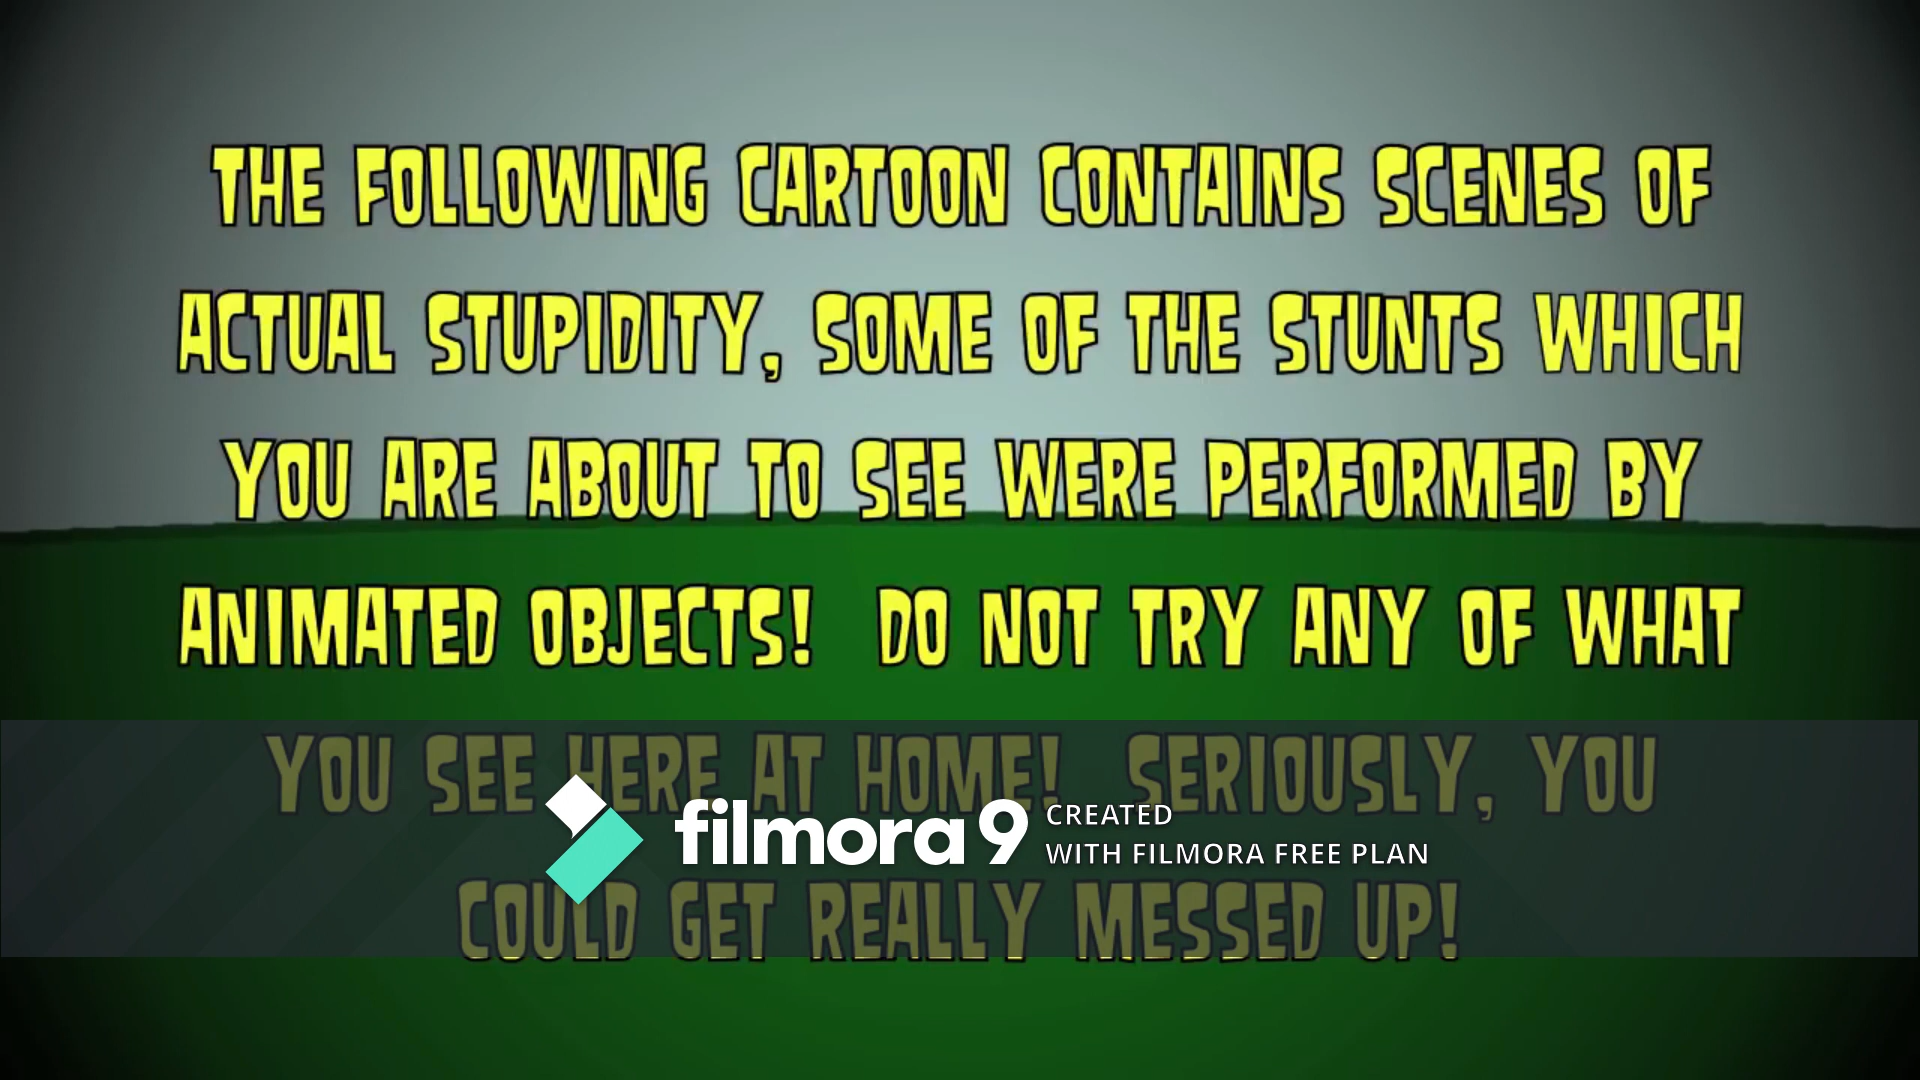 THE FOLLOWING CARTOON CONTAINS SCENES OF
ACTUAL STUPIDITY, SOME OF THE STUNTS WHICH
YOU ARE ABOUT TO SEE WERE PERFORMED BY
ANIMATED OBJECTS! DO NOT TRY ANY OF WHAT
YOU SEE HERE AT HOME! SERIOUSLY, YOU
filmora 9 CREATED
WITH FILMORA FREE PLAN
COULD GET REALLY MESSED UP!